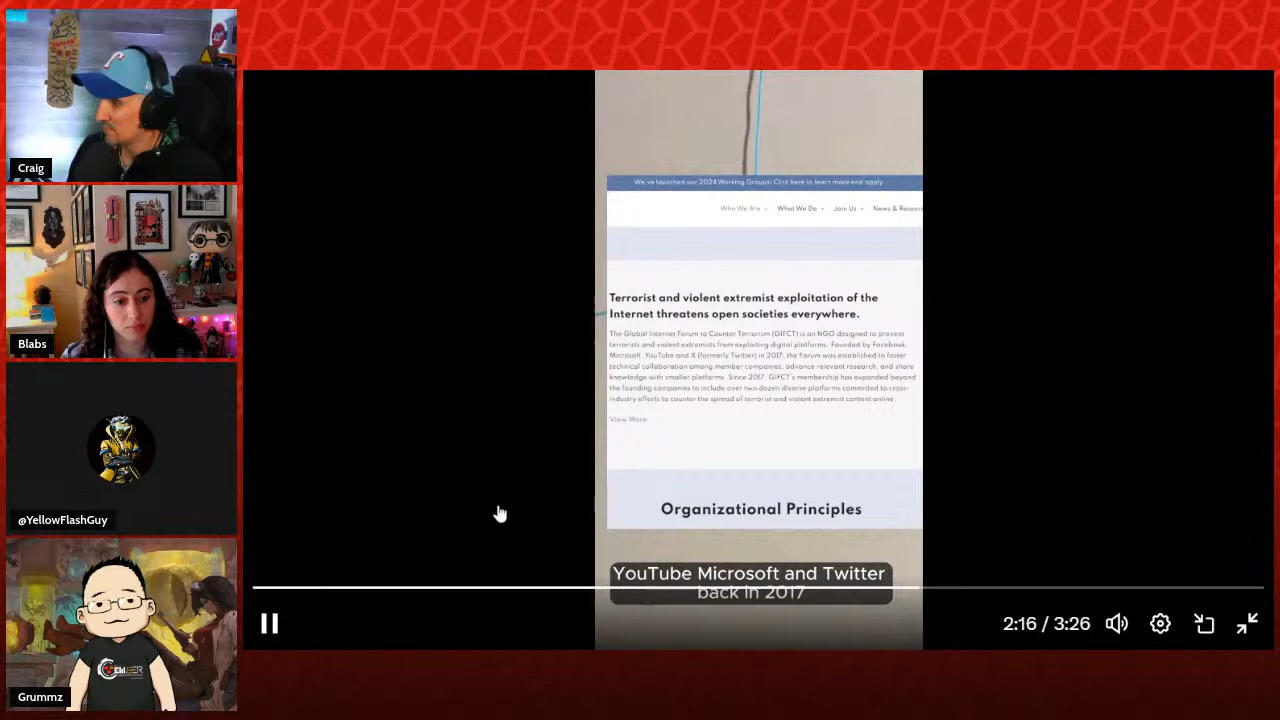 Craig
Blabs
@YellowFlashGuy
Grummz
We've launched our 2024 Working Groups! Click here to learn more and apply
Who We Are What We Do Join Us News & Resour
Terrorist and violent extremist exploitation of the
Internet threatens open societies everywhere.
The Global Internet Forum to Counter Terrorism (GIFCT) is an NGO designed to prevent
terrorists and violent extremists from exploiting digital platforms. Founded by Facebook,
Microsoft, YouTube and X (formerly Twitter) in 2017, the Forum was established to foster
technical collaboration among member companies, advance relevant research, and share
knowledge with smaller platforms. Since 2017, GIFCT's membership has expanded beyond
the founding companies to include over two dozen diverse platforms committed to cross-
industry efforts to counter the spread of terrorist and violent extremist content online.
View More
Organizational Principles
YouTube Microsoft and Twitter
back in 2017
2:16 / 3:26